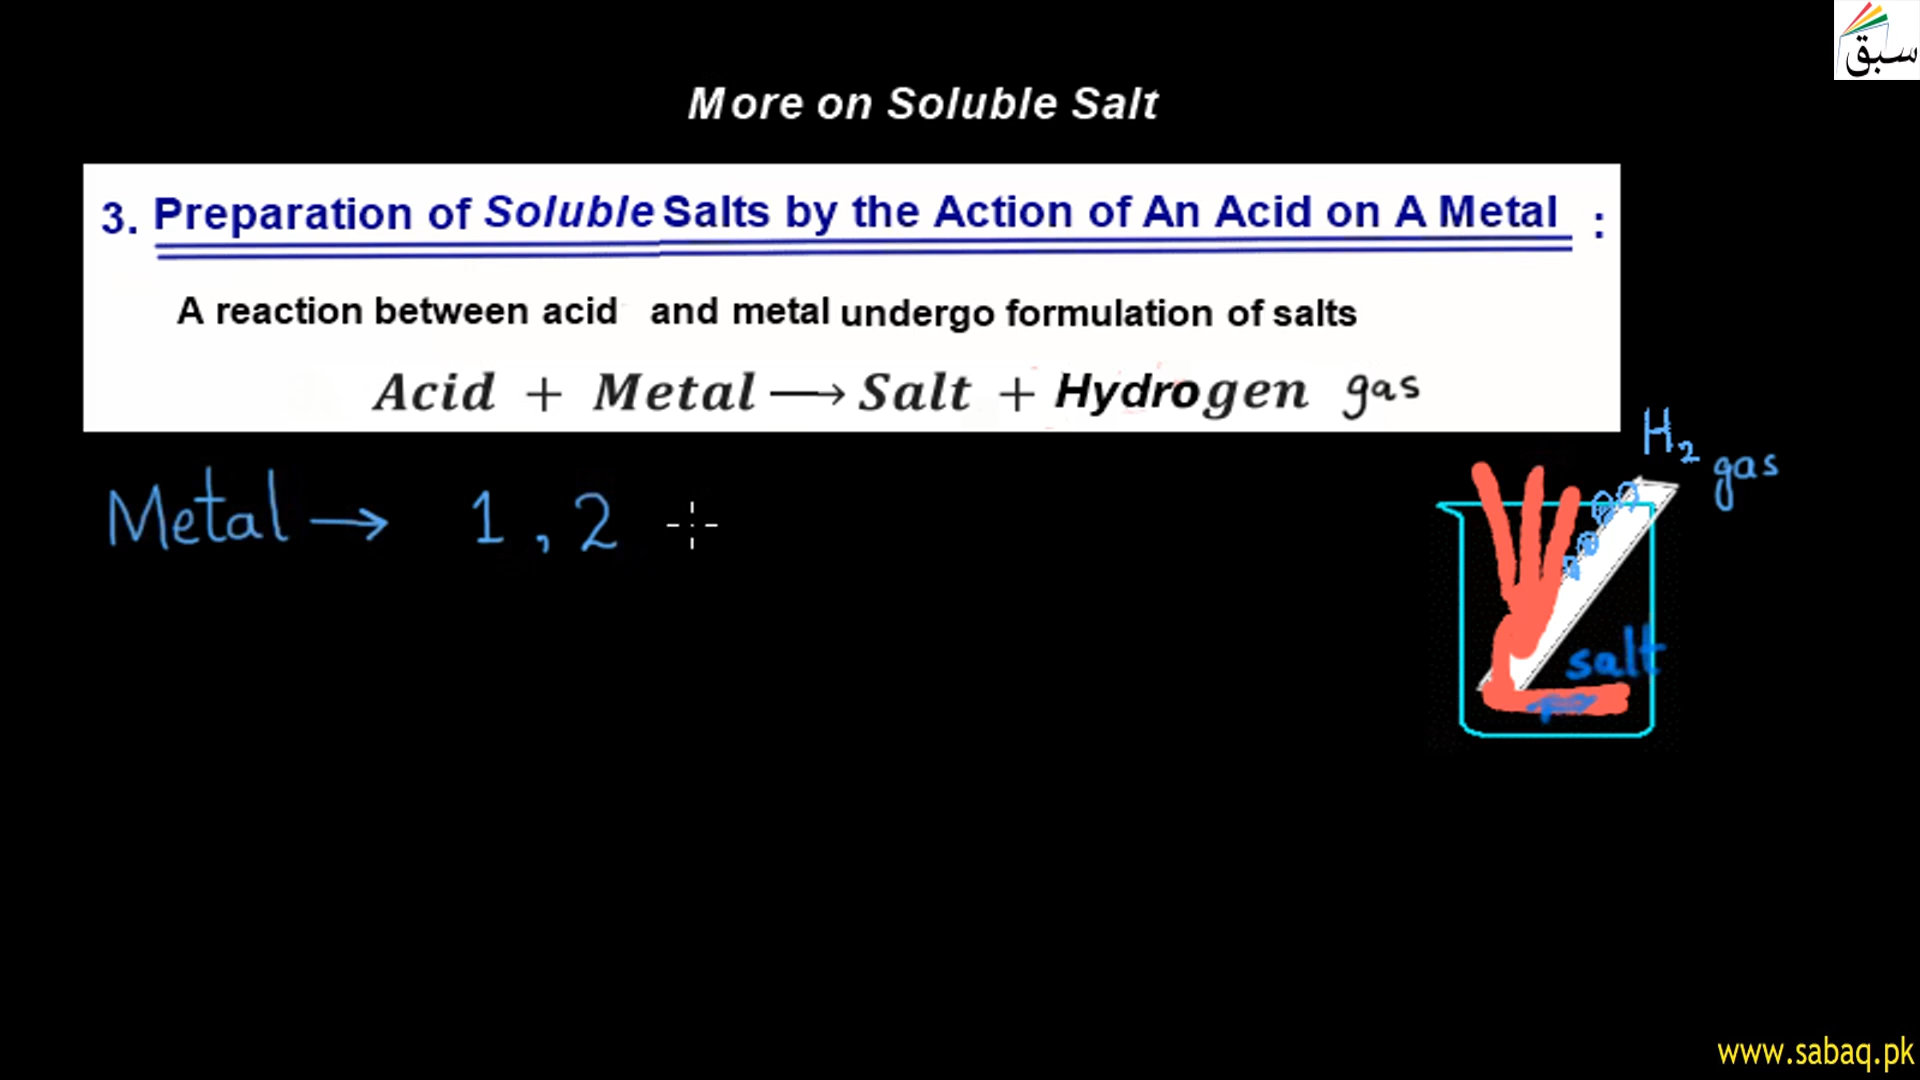 سبق
More on Soluble Salt
3. Preparation of Soluble Salts by the Action of An Acid on A Metal :
A reaction between acid and metal undergo formulation of salts
Acid + Metal ⟶ Salt + Hydrogen gas
H₂ gas
Metal → 1 , 2
salt
www.sabaq.pk